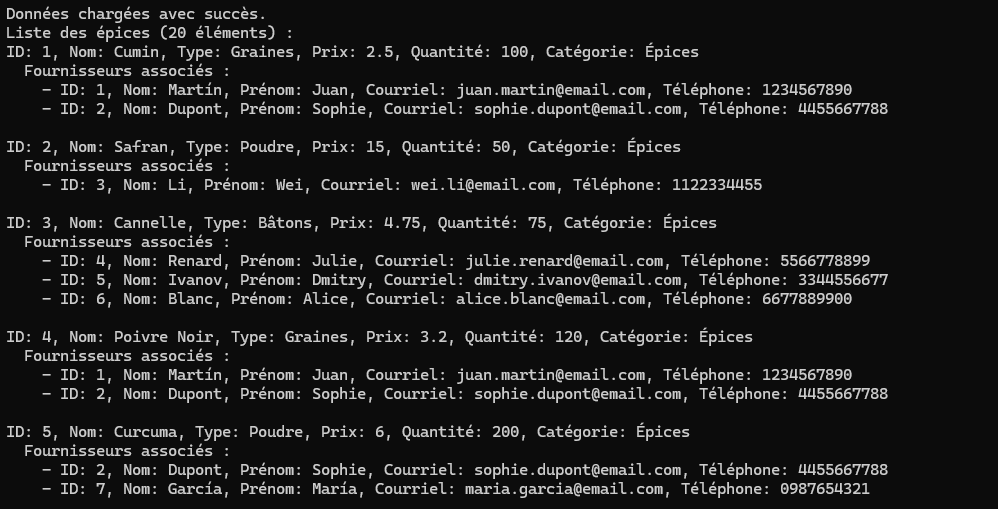 Données chargées avec succès.
Liste des épices (20 éléments) :
ID: 1, Nom: Cumin, Type: Graines, Prix: 2.5, Quantité: 100, Catégorie: Épices
  Fournisseurs associés :
    - ID: 1, Nom: Martín, Prénom: Juan, Courriel: juan.martin@email.com, Téléphone: 1234567890
    - ID: 2, Nom: Dupont, Prénom: Sophie, Courriel: sophie.dupont@email.com, Téléphone: 4455667788

ID: 2, Nom: Safran, Type: Poudre, Prix: 15, Quantité: 50, Catégorie: Épices
  Fournisseurs associés :
    - ID: 3, Nom: Li, Prénom: Wei, Courriel: wei.li@email.com, Téléphone: 1122334455

ID: 3, Nom: Cannelle, Type: Bâtons, Prix: 4.75, Quantité: 75, Catégorie: Épices
  Fournisseurs associés :
    - ID: 4, Nom: Renard, Prénom: Julie, Courriel: julie.renard@email.com, Téléphone: 5566778899
    - ID: 5, Nom: Ivanov, Prénom: Dmitry, Courriel: dmitry.ivanov@email.com, Téléphone: 3344556677
    - ID: 6, Nom: Blanc, Prénom: Alice, Courriel: alice.blanc@email.com, Téléphone: 6677889900

ID: 4, Nom: Poivre Noir, Type: Graines, Prix: 3.2, Quantité: 120, Catégorie: Épices
  Fournisseurs associés :
    - ID: 1, Nom: Martín, Prénom: Juan, Courriel: juan.martin@email.com, Téléphone: 1234567890
    - ID: 2, Nom: Dupont, Prénom: Sophie, Courriel: sophie.dupont@email.com, Téléphone: 4455667788

ID: 5, Nom: Curcuma, Type: Poudre, Prix: 6, Quantité: 200, Catégorie: Épices
  Fournisseurs associés :
    - ID: 2, Nom: Dupont, Prénom: Sophie, Courriel: sophie.dupont@email.com, Téléphone: 4455667788
    - ID: 7, Nom: García, Prénom: María, Courriel: maria.garcia@email.com, Téléphone: 0987654321